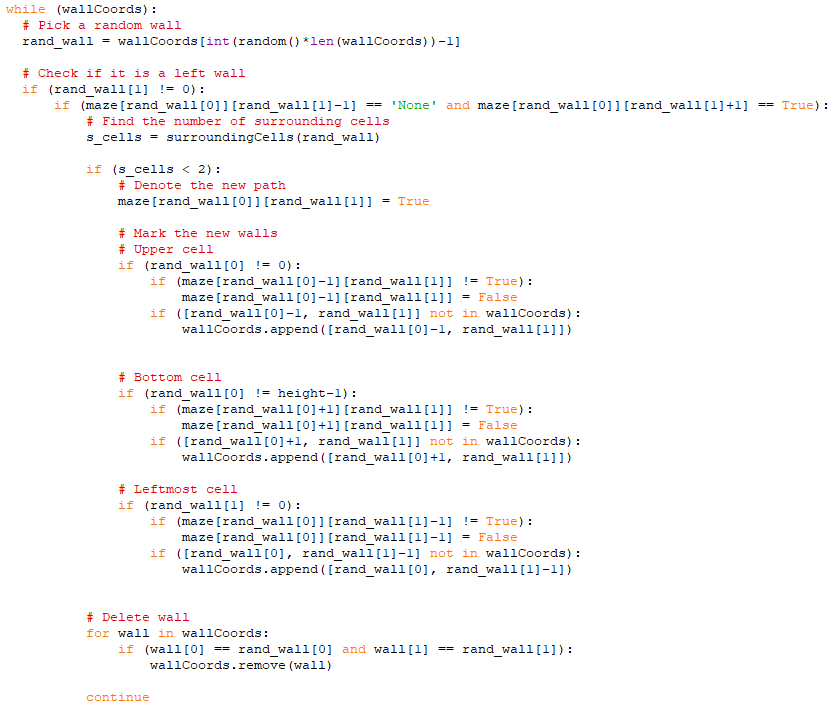 while (wallCoords):
  # Pick a random wall
  rand_wall = wallCoords[int(random()*len(wallCoords))-1]

  # Check if it is a left wall
  if (rand_wall[1] != 0):
      if (maze[rand_wall[0]][rand_wall[1]-1] == 'None' and maze[rand_wall[0]][rand_wall[1]+1] == True):
          # Find the number of surrounding cells
          s_cells = surroundingCells(rand_wall)

          if (s_cells < 2):
              # Denote the new path
              maze[rand_wall[0]][rand_wall[1]] = True

              # Mark the new walls
              # Upper cell
              if (rand_wall[0] != 0):
                  if (maze[rand_wall[0]-1][rand_wall[1]] != True):
                      maze[rand_wall[0]-1][rand_wall[1]] = False
                  if ([rand_wall[0]-1, rand_wall[1]] not in wallCoords):
                      wallCoords.append([rand_wall[0]-1, rand_wall[1]])


              # Bottom cell
              if (rand_wall[0] != height-1):
                  if (maze[rand_wall[0]+1][rand_wall[1]] != True):
                      maze[rand_wall[0]+1][rand_wall[1]] = False
                  if ([rand_wall[0]+1, rand_wall[1]] not in wallCoords):
                      wallCoords.append([rand_wall[0]+1, rand_wall[1]])

              # Leftmost cell
              if (rand_wall[1] != 0):
                  if (maze[rand_wall[0]][rand_wall[1]-1] != True):
                      maze[rand_wall[0]][rand_wall[1]-1] = False
                  if ([rand_wall[0], rand_wall[1]-1] not in wallCoords):
                      wallCoords.append([rand_wall[0], rand_wall[1]-1])


          # Delete wall
          for wall in wallCoords:
              if (wall[0] == rand_wall[0] and wall[1] == rand_wall[1]):
                  wallCoords.remove(wall)

          continue